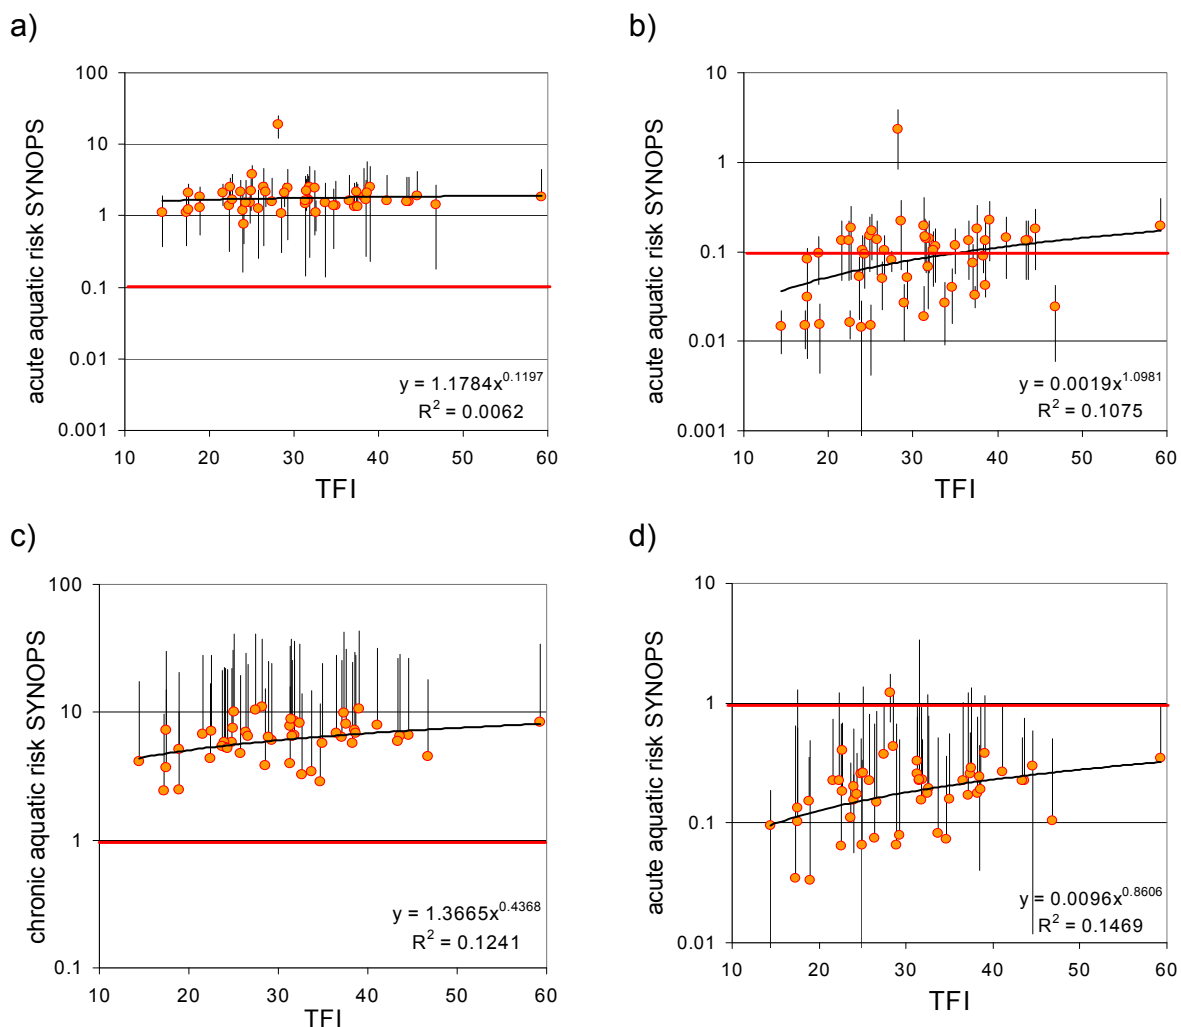 a)
acute aquatic risk SYNOPS
100
10
1
0.1
0.01
0.001
y = 1.1784x^0.1197
R^2 = 0.0062
10 20 30 40 50 60
TFI
b)
acute aquatic risk SYNOPS
10
1
0.1
0.01
0.001
y = 0.0019x^1.0981
R^2 = 0.1075
10 20 30 40 50 60
TFI
c)
chronic aquatic risk SYNOPS
100
10
1
0.1
y = 1.3665x^0.4368
R^2 = 0.1241
10 20 30 40 50 60
TFI
d)
acute aquatic risk SYNOPS
10
1
0.1
0.01
y = 0.0096x^0.8606
R^2 = 0.1469
10 20 30 40 50 60
TFI